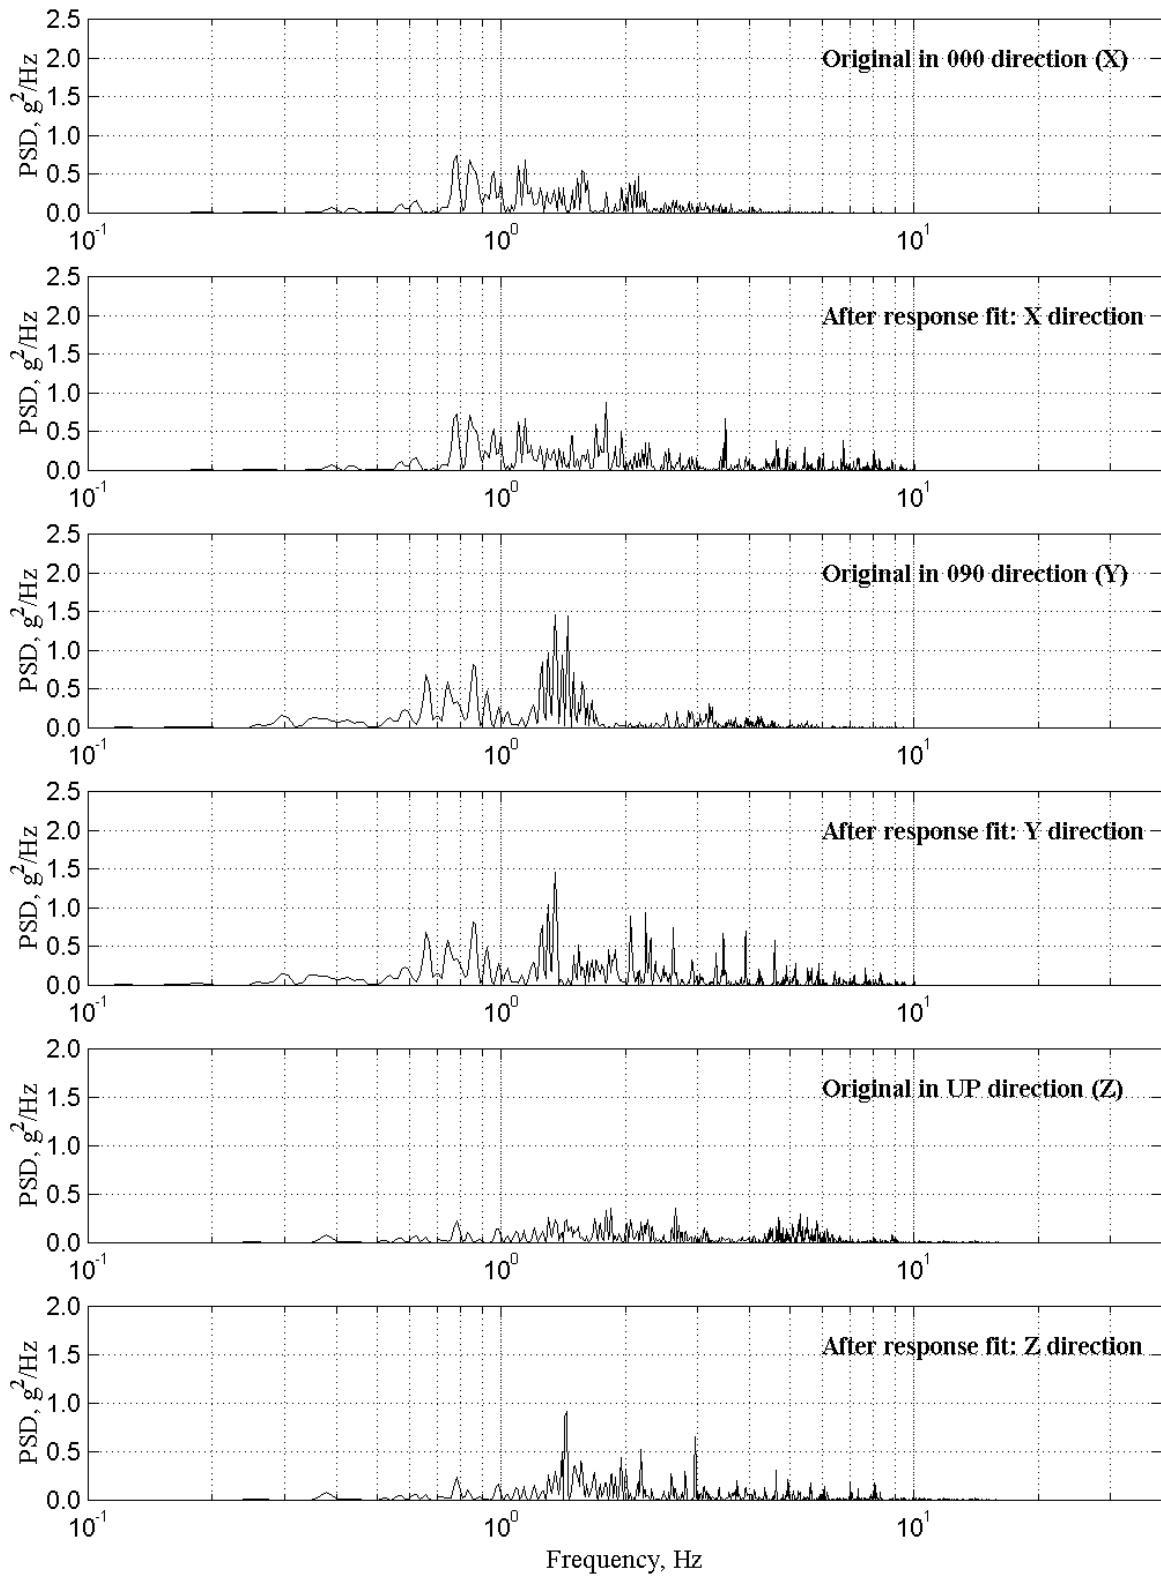 2.5
2.0
1.5
1.0
0.5
0.0
PSD, g²/Hz
Original in 000 direction (X)
10⁻¹ 10⁰ 10¹
2.5
2.0
1.5
1.0
0.5
0.0
PSD, g²/Hz
After response fit: X direction
10⁻¹ 10⁰ 10¹
2.5
2.0
1.5
1.0
0.5
0.0
PSD, g²/Hz
Original in 090 direction (Y)
10⁻¹ 10⁰ 10¹
2.5
2.0
1.5
1.0
0.5
0.0
PSD, g²/Hz
After response fit: Y direction
10⁻¹ 10⁰ 10¹
2.0
1.5
1.0
0.5
0.0
PSD, g²/Hz
Original in UP direction (Z)
10⁻¹ 10⁰ 10¹
2.0
1.5
1.0
0.5
0.0
PSD, g²/Hz
After response fit: Z direction
10⁻¹ 10⁰ 10¹
Frequency, Hz